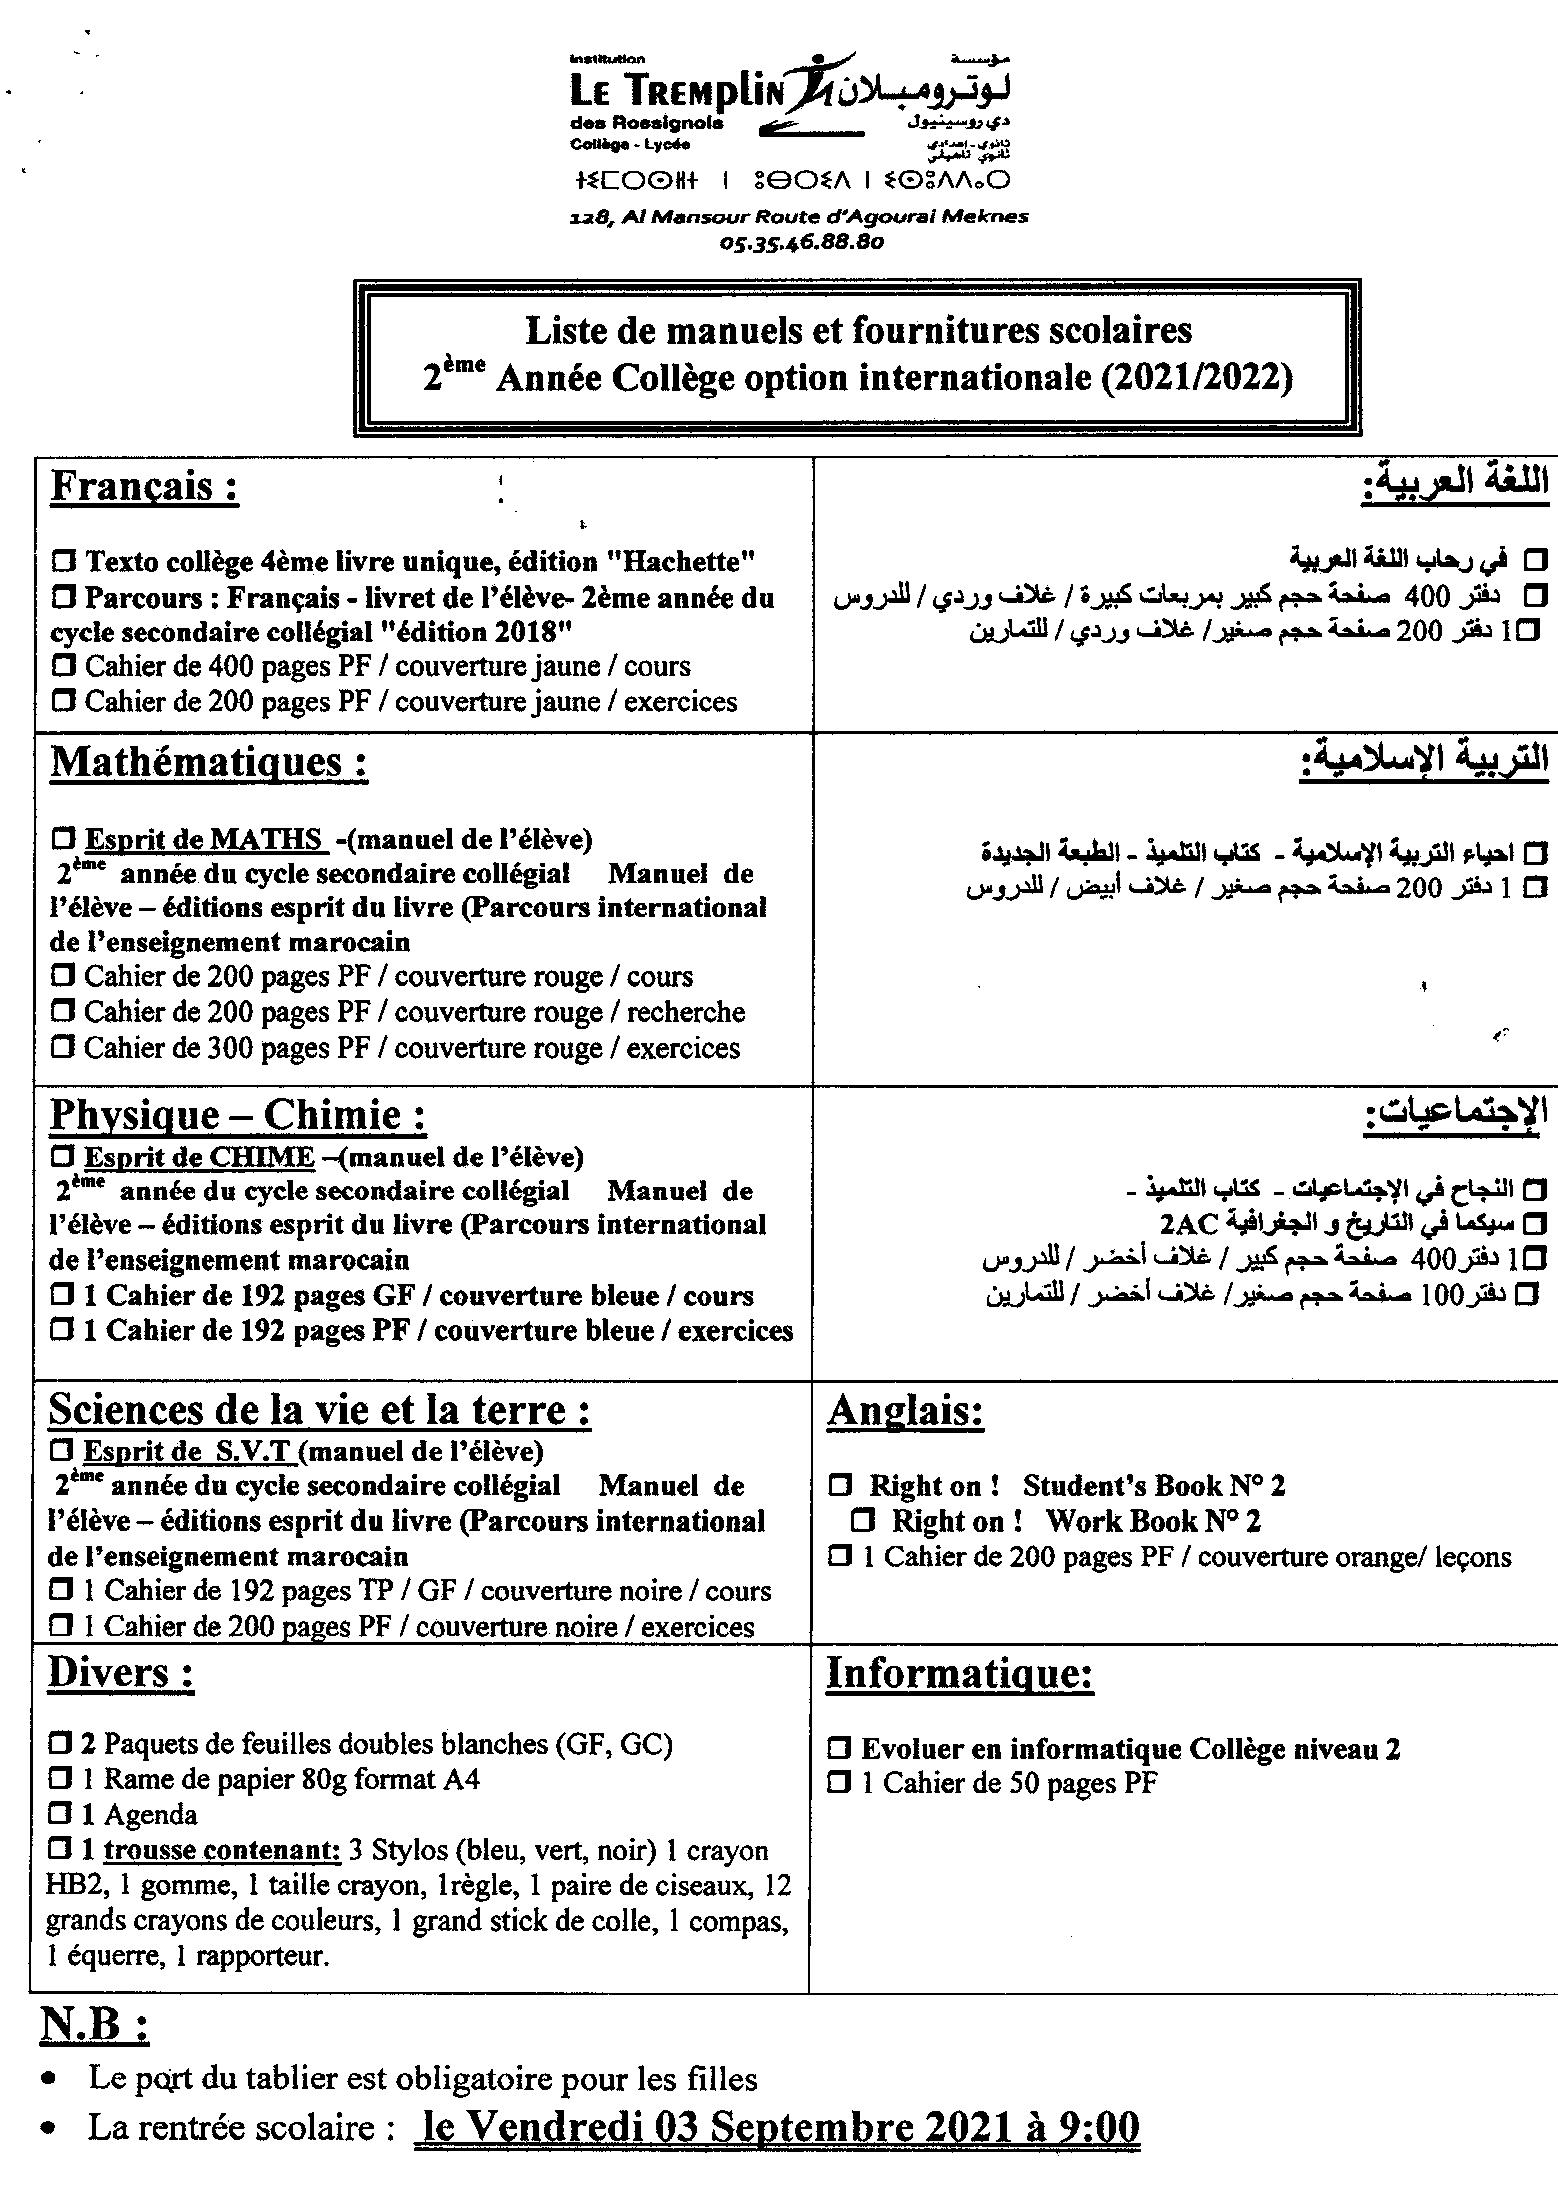 Institution
LE TREMPLIN
des Rossignols
Collège - Lycée
مؤسسة
لوترومبلان
دي روسينيول
ثانوي - إعدادي
ثانوي تأهيلي
ⵜⵉⵎⵔⵙⵍⵜ ⵏ ⵓⴱⵔⵉⴷ ⵏ ⵉⵙⵓⴷⴷⴰⵔ
128, Al Mansour Route d'Agourai Meknes
05.35.46.88.80
Liste de manuels et fournitures scolaires
2ème Année Collège option internationale (2021/2022)
Français :
❒ Texto collège 4ème livre unique, édition "Hachette"
❒ Parcours : Français - livret de l'élève- 2ème année du
cycle secondaire collégial "édition 2018"
❒ Cahier de 400 pages PF / couverture jaune / cours
❒ Cahier de 200 pages PF / couverture jaune / exercices
اللغة العربية:
❒ في رحاب اللغة العربية
❒ دفتر 400 صفحة حجم كبير بمربعات كبيرة / غلاف وردي / للدروس
❒1 دفتر 200 صفحة حجم صغير/ غلاف وردي / للتمارين
Mathématiques :
❒ Esprit de MATHS -(manuel de l'élève)
2ème année du cycle secondaire collégial Manuel de
l'élève – éditions esprit du livre (Parcours international
de l'enseignement marocain
❒ Cahier de 200 pages PF / couverture rouge / cours
❒ Cahier de 200 pages PF / couverture rouge / recherche
❒ Cahier de 300 pages PF / couverture rouge / exercices
التربية الإسلامية:
❒ احياء التربية الإسلامية - كتاب التلميذ - الطبعة الجديدة
❒ 1 دفتر 200 صفحة حجم صغير / غلاف أبيض / للدروس
Physique – Chimie :
❒ Esprit de CHIME –(manuel de l'élève)
2ème année du cycle secondaire collégial Manuel de
l'élève – éditions esprit du livre (Parcours international
de l'enseignement marocain
❒ 1 Cahier de 192 pages GF / couverture bleue / cours
❒ 1 Cahier de 192 pages PF / couverture bleue / exercices
الإجتماعيات:
❒ النجاح في الإجتماعيات - كتاب التلميذ -
❒ سيكما في التاريخ و الجغرافية 2AC
❒1 دفتر400 صفحة حجم كبير / غلاف أخضر / للدروس
❒ دفتر100 صفحة حجم صغير/ غلاف أخضر / للتمارين
Sciences de la vie et la terre :
❒ Esprit de S.V.T (manuel de l'élève)
2ème année du cycle secondaire collégial Manuel de
l'élève – éditions esprit du livre (Parcours international
de l'enseignement marocain
❒ 1 Cahier de 192 pages TP / GF / couverture noire / cours
❒ 1 Cahier de 200 pages PF / couverture noire / exercices
Anglais:
❒ Right on ! Student's Book N° 2
❒ Right on ! Work Book N° 2
❒ 1 Cahier de 200 pages PF / couverture orange/ leçons
Divers :
❒ 2 Paquets de feuilles doubles blanches (GF, GC)
❒ 1 Rame de papier 80g format A4
❒ 1 Agenda
❒ 1 trousse contenant: 3 Stylos (bleu, vert, noir) 1 crayon
HB2, 1 gomme, 1 taille crayon, 1règle, 1 paire de ciseaux, 12
grands crayons de couleurs, 1 grand stick de colle, 1 compas,
1 équerre, 1 rapporteur.
Informatique:
❒ Evoluer en informatique Collège niveau 2
❒ 1 Cahier de 50 pages PF
N.B :
• Le port du tablier est obligatoire pour les filles
• La rentrée scolaire : le Vendredi 03 Septembre 2021 à 9:00